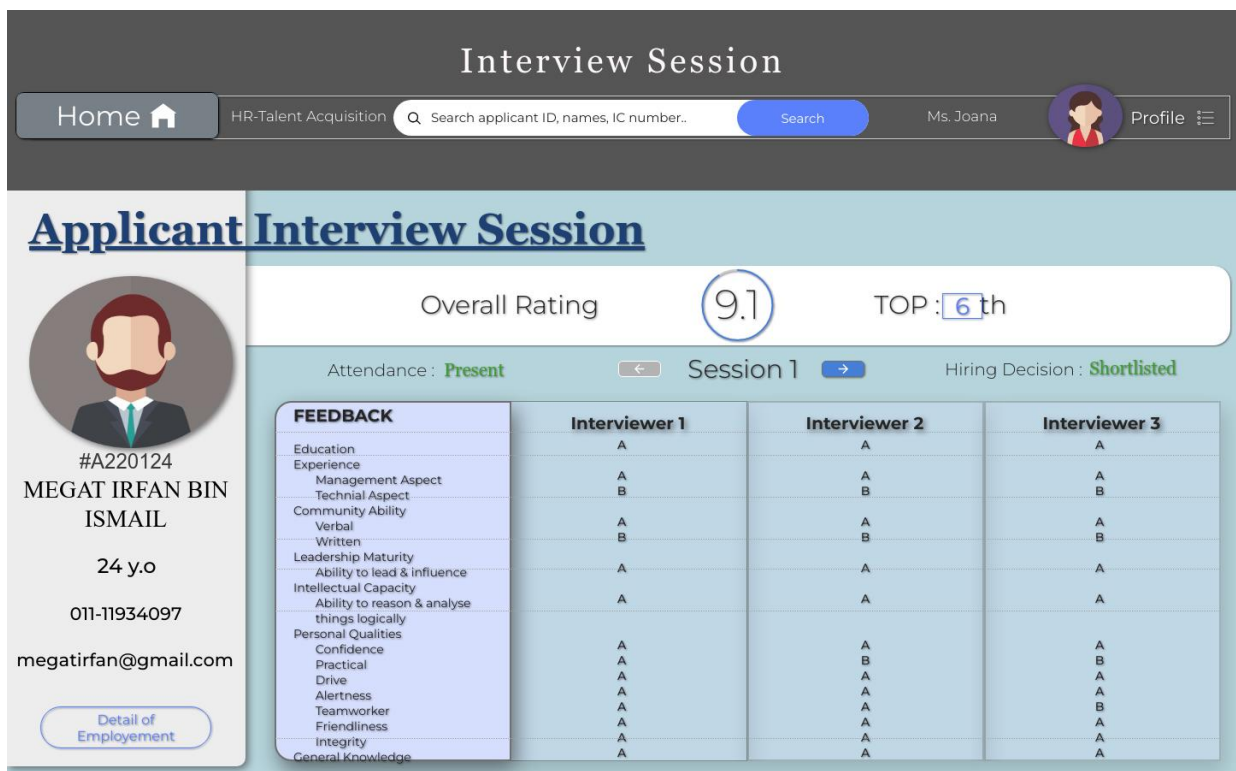 Interview Session
Home
HR-Talent Acquisition
Search applicant ID, names, IC number..
Search
Ms. Joana
Profile
Applicant Interview Session
Overall Rating 9.1 TOP : 6 th
Attendance : Present
Session 1
Hiring Decision : Shortlisted
#A220124
MEGAT IRFAN BIN
ISMAIL
24 y.o
011-11934097
megatirfan@gmail.com
Detail of
Employement
FEEDBACK Interviewer 1 Interviewer 2 Interviewer 3
Education A A A
Experience
Management Aspect A A A
Technial Aspect B B B
Community Ability
Verbal A A A
Written B B B
Leadership Maturity
Ability to lead & influence A A A
Intellectual Capacity
Ability to reason & analyse A A A
things logically
Personal Qualities
Confidence A A A
Practical A B B
Drive A A A
Alertness A A A
Teamworker A A B
Friendliness A A A
Integrity A A A
General Knowledge A A A